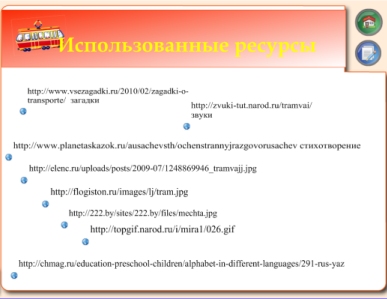 Использованные ресурсы
http://www.vsezagadki.ru/2010/02/zagadki-o-
transporte/ загадки
http://zvuki-tut.narod.ru/tramvai/
звуки
http://www.planetaskazok.ru/ausachevsth/ochenstrannyjrazgovorusachev стихотворение
http://elenc.ru/uploads/posts/2009-07/1248869946_tramvajj.jpg
http://flogiston.ru/images/lj/tram.jpg
http://222.by/sites/222.by/files/mechta.jpg
http://topgif.narod.ru/i/mira1/026.gif
http://chmag.ru/education-preschool-children/alphabet-in-different-languages/291-rus-yaz